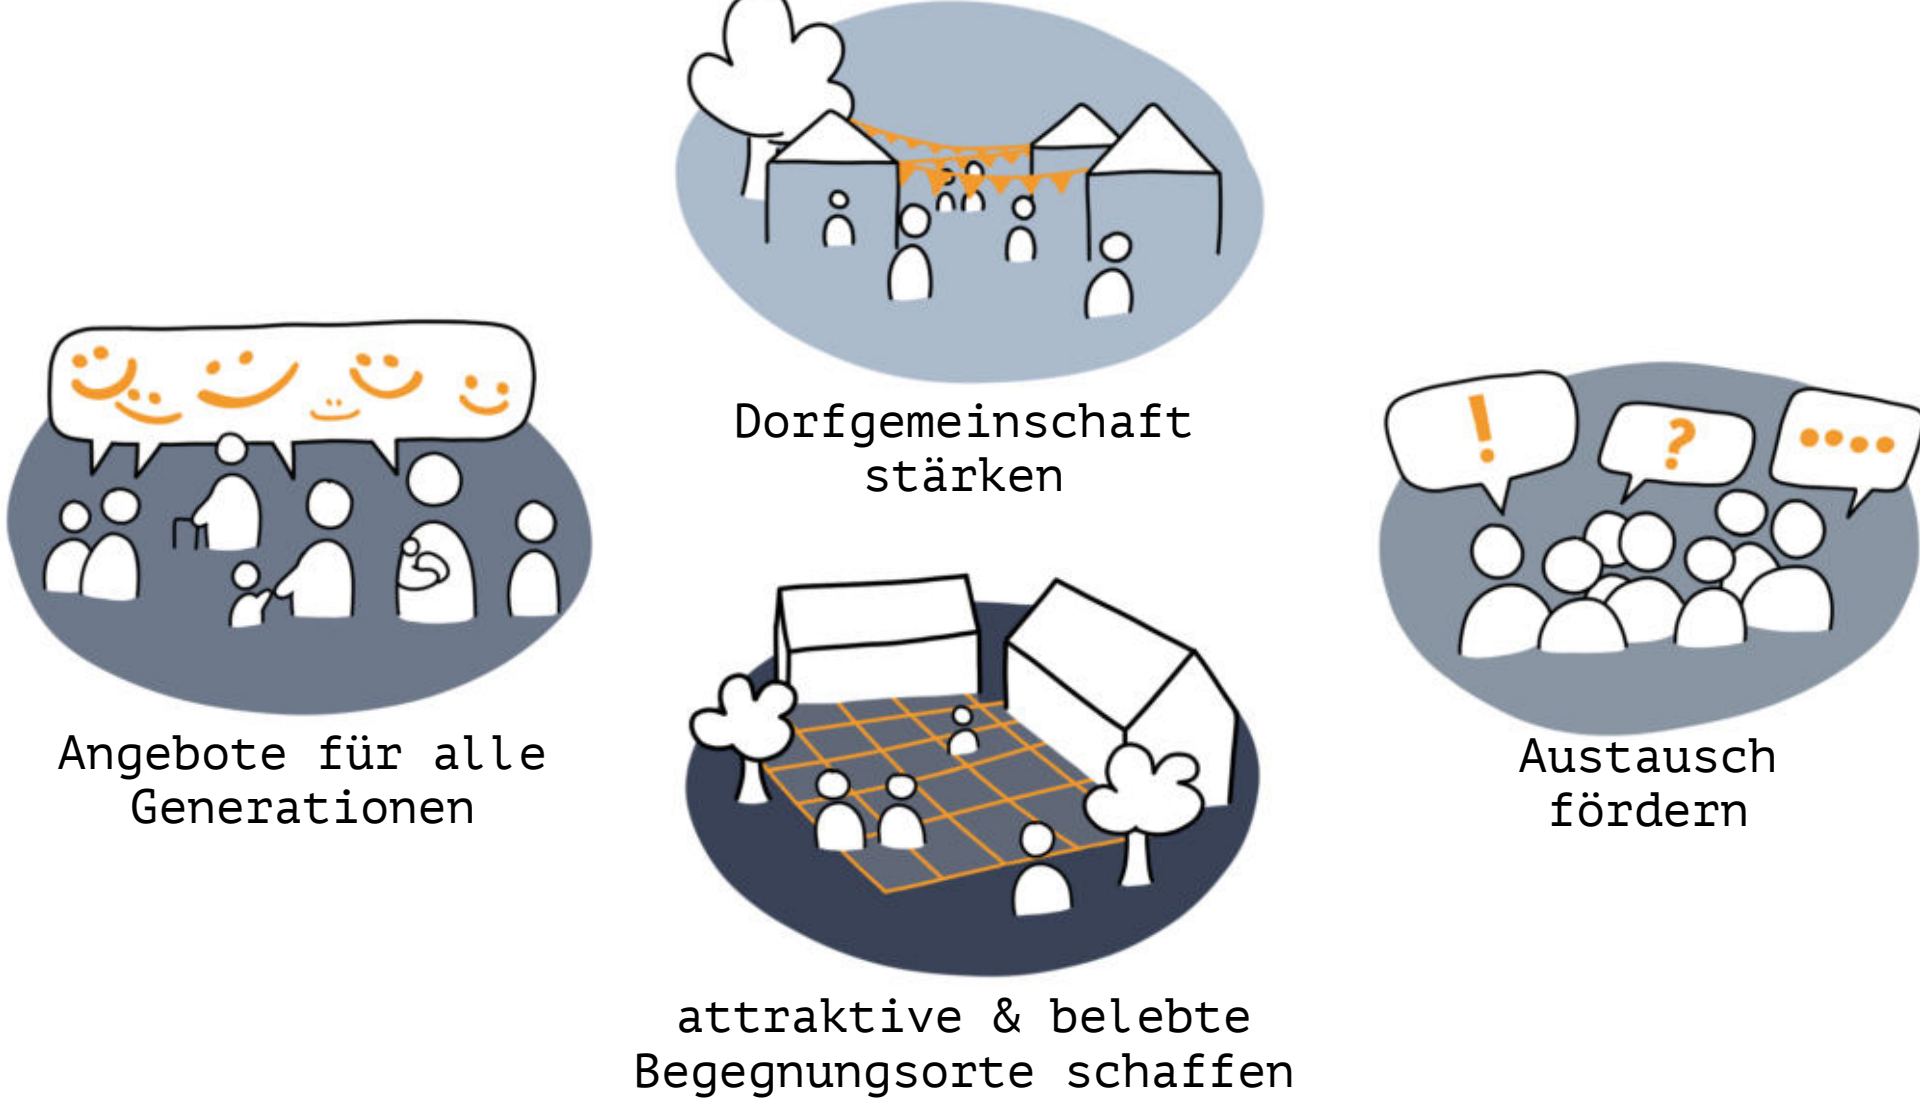 Dorfgemeinschaft
stärken
!
?
Angebote für alle
Generationen
Austausch
fördern
attraktive & belebte
Begegnungsorte schaffen